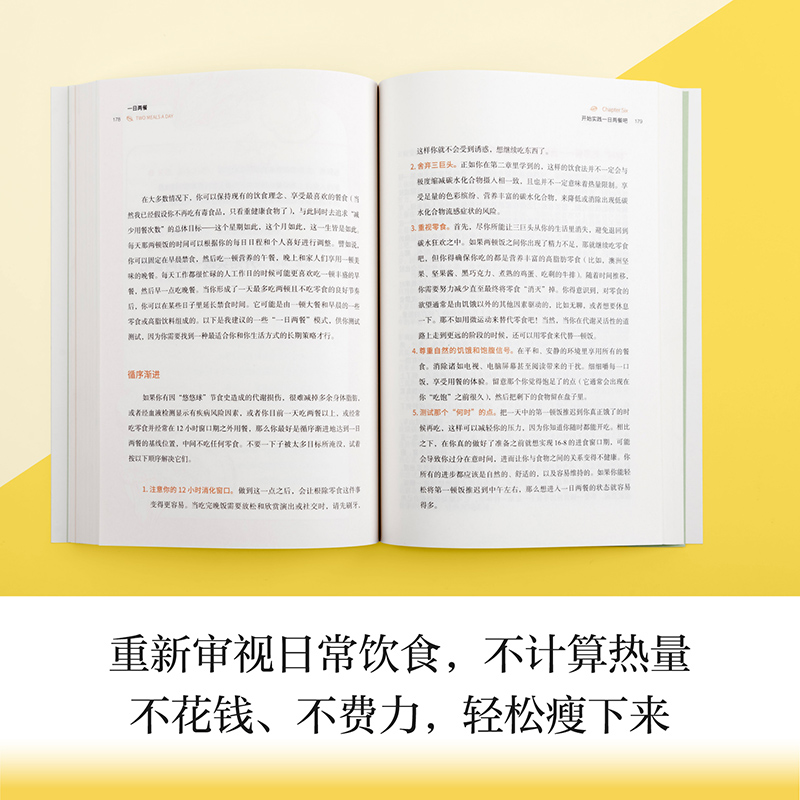 一日两餐
178 TWO MEALS A DAY
在大多数情况下，你可以保持现有的饮食理念、享受最喜欢的餐食（当
然我已经假设你不再吃有毒食品，只看重健康食物了），与此同时去追求“减
少用餐次数”的总体目标——这个星期如此，这个月如此，这一生皆是如此。
每天那两顿饭的时间可以根据你的每日日程和个人喜好进行调整。譬如说，
你可以固定在早晨禁食，然后吃一顿营养的午餐，晚上和家人们享用一顿美
味的晚餐。每天工作都很忙碌的人工作日的时候可能更喜欢吃一顿丰盛的早
餐，然后早一点吃晚餐。当你形成了一天最多吃两顿且不吃零食的良好节奏
后，你可以在某些日子里延长禁食时间。它可能是由一顿大餐和早晨的一些
零食或高脂饮料组成的。以下是我建议的一些“一日两餐”模式，供你测试
测试，因为你需要找到一种最适合你和你生活方式的长期策略才行。
循序渐进
如果你有因“悠悠球”节食史造成的代谢损伤，很难减掉多余身体脂肪，
或者经血液检测显示有疾病风险因素，或者你目前一天吃两餐以上，或经常
吃零食并经常在 12 小时窗口期之外用餐，那么你最好是循序渐进地达到一日
两餐的基线位置，中间不吃任何零食。不要一下子被太多目标所淹没，试着
按以下顺序解决它们。
1. 注意你的 12 小时消化窗口。做到这一点之后，会让根除零食这件事
变得更容易。当吃完晚饭需要放松和欣赏演出或社交时，请先刷牙，
Chapter Six
开始实践一日两餐吧 179
这样你就不会受到诱惑，想继续吃东西了。
2. 舍弃三巨头。正如你在第二章里学到的，这样的饮食法并不一定会与
极度缩减碳水化合物摄入相一致，且也并不一定意味着热量限制。享
受足量的色彩缤纷、营养丰富的碳水化合物，来降低或消除出现低碳
水化合物流感症状的风险。
3. 重视零食。首先，尽你所能让三巨头从你的生活里消失，避免退回到
碳水狂欢之中。如果两顿饭之间你出现了精力不足，那就继续吃零食
吧，但你得确保你吃的都是营养丰富的高脂肪零食（比如，澳洲坚
果、坚果酱、黑巧克力、煮熟的鸡蛋、吃剩的牛排）。随着时间推移，
你需要努力减少直至最终将零食“消灭”掉。你得意识到，对零食的
欲望通常是由饥饿以外的其他因素驱动的，比如无聊，或者想要休息
一下。那不如用做运动来替代零食吧！当然，当你在代谢灵活性的道
路上走到更远的阶段的时候，还可以用零食来代替一顿饭。
4. 尊重自然的饥饿和饱腹信号。在平和、安静的环境里享用所有的餐
食。消除诸如电视、电脑屏幕甚至阅读带来的干扰。细细嚼每一口
饭，享受用餐的体验。留意那个你觉得饱足了的点（它通常会出现在
你“吃饱”之前很久），然后把剩下的食物留在盘子里。
5. 测试那个“何时”的点。把一天中的第一顿饭推迟到你真正饿了的时
候再吃，这样可以减轻你的压力，因为你知道你随时都能开吃。相比
之下，在你真的做好了准备之前就想实现 16-8 的进食窗口期，可能
会导致你过分在意时间，进而让你与食物之间的关系变得不健康。你
所有的进步都应该是自然的、舒适的，以及容易维持的。如果你能轻
松将第一顿饭推迟到中午左右，那么想进入一日两餐的状态就容易
得多。
重新审视日常饮食，不计算热量
不花钱、不费力，轻松瘦下来